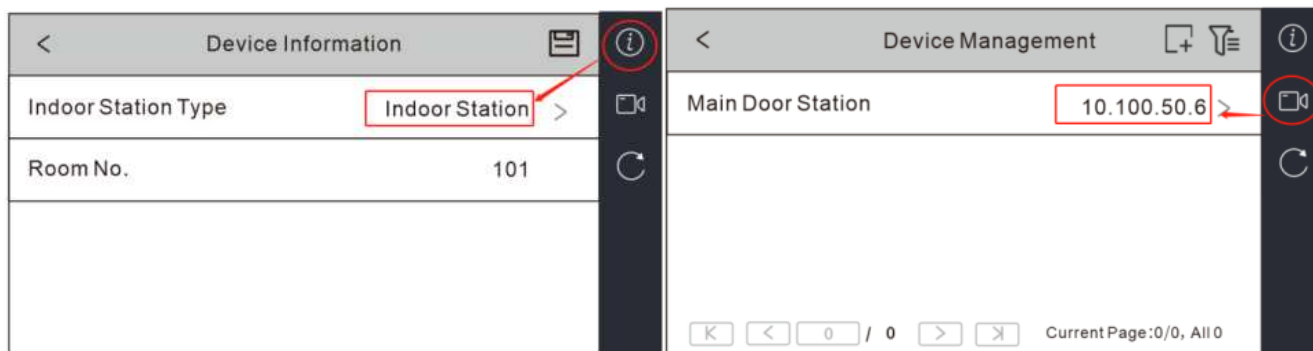 Device Information
Indoor Station Type Indoor Station >
Room No. 101
Device Management
Main Door Station 10.100.50.6 >
0 / 0 Current Page:0/0, All 0